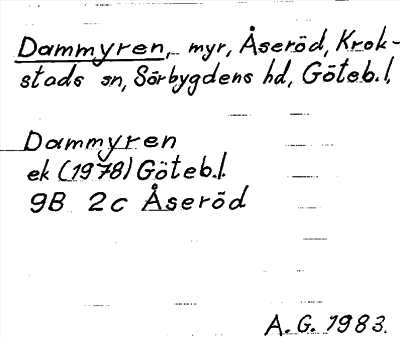 Dammyren, myr, Åseröd, Krok-
stads sn, Sörbygdens hd, Göteb.l.
Dammyren
ek (1978) Göteb.l.
9B 2c Åseröd
A.G. 1983.